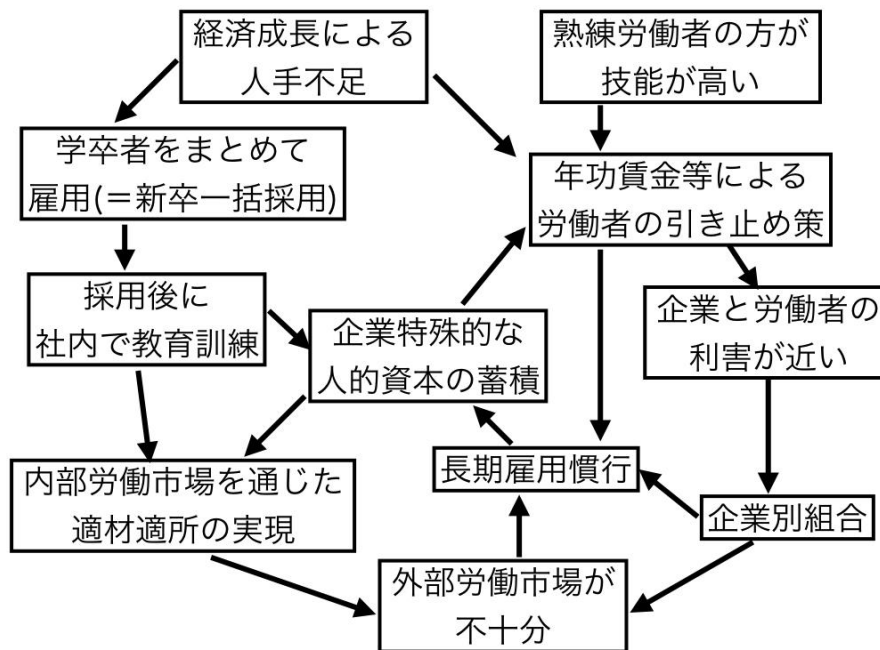 経済成長による
人手不足
熟練労働者の方が
技能が高い
学卒者をまとめて
雇用(＝新卒一括採用)
年功賃金等による
労働者の引き止め策
採用後に
社内で教育訓練
企業特殊的な
人的資本の蓄積
企業と労働者の
利害が近い
内部労働市場を通じた
適材適所の実現
長期雇用慣行
企業別組合
外部労働市場が
不十分